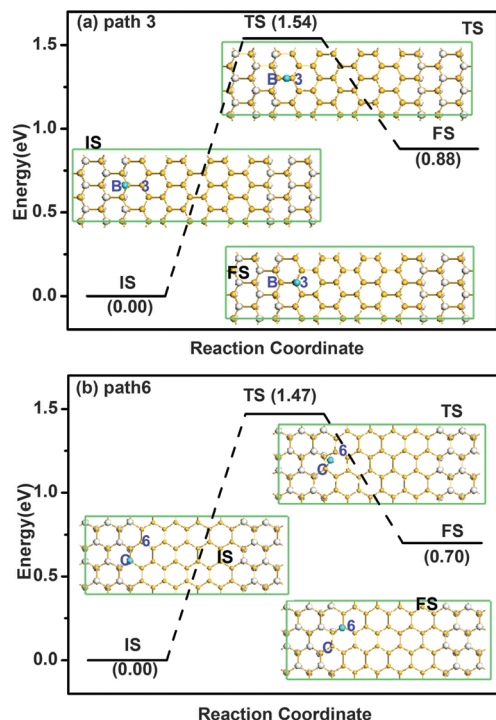 (a) path 3
TS (1.54)
TS
1.5
B 3
FS
(0.88)
IS
1.0
Energy(eV)
B 3
0.5
FS
B 3
IS
0.0
(0.00)
Reaction Coordinate
(b) path6
TS (1.47)
TS
1.5
6
C
1.0
Energy(eV)
FS
(0.70)
6
C
IS
0.5
FS
6
C
IS
0.0
(0.00)
Reaction Coordinate